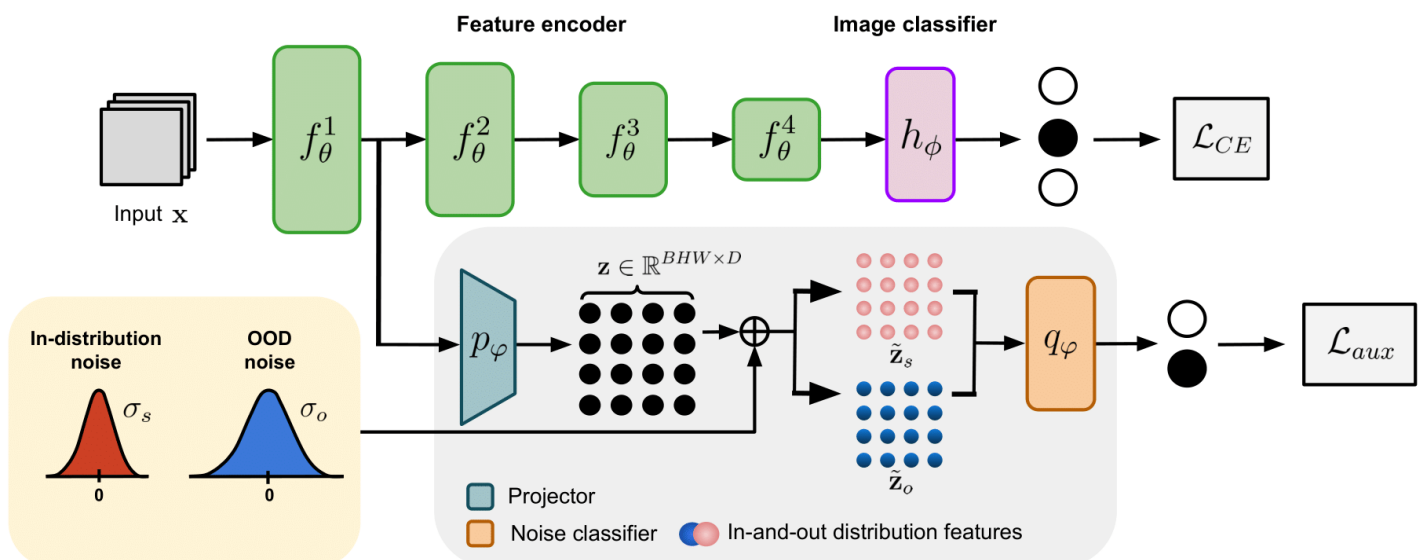 Feature encoder
Image classifier
Input x
f_θ^1
f_θ^2
f_θ^3
f_θ^4
h_ϕ
ℒ_CE
In-distribution
noise
OOD
noise
σ_s
σ_o
0
0
p_φ
z ∈ ℝ^{BHW×D}
z̃_s
z̃_o
q_φ
ℒ_aux
Projector
Noise classifier
In-and-out distribution features